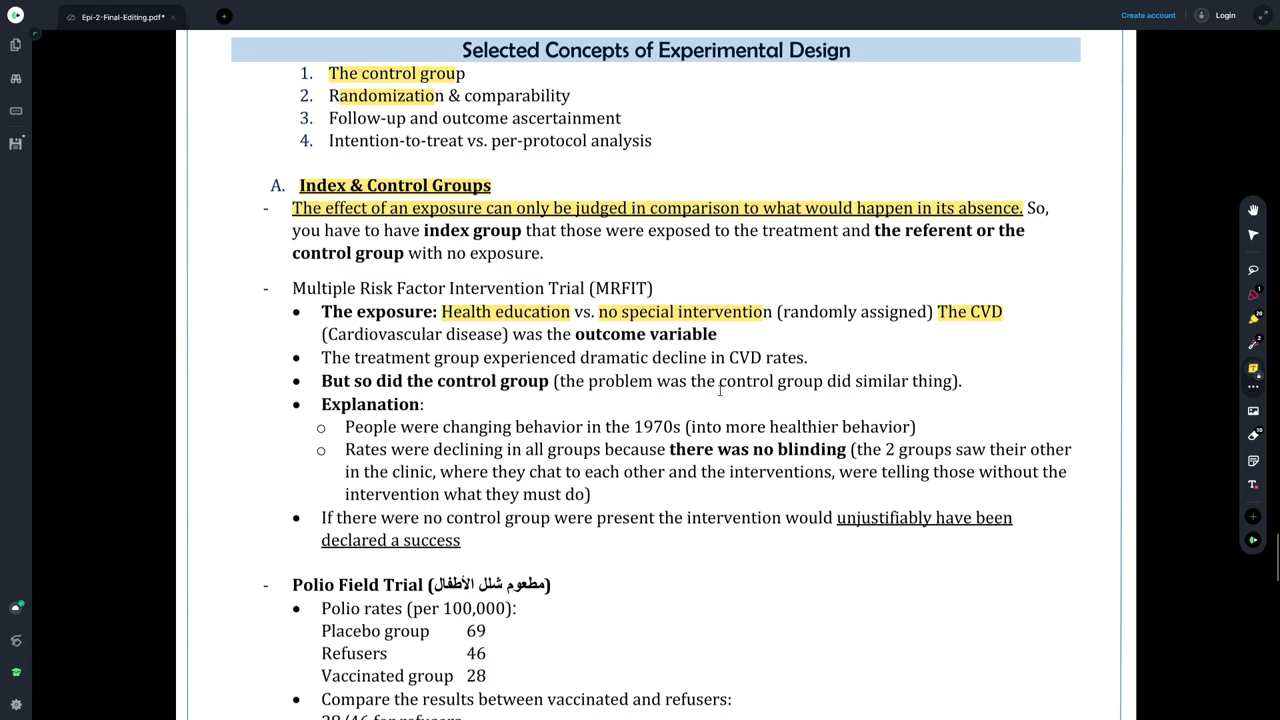 Epi-2-Final-Editing.pdf*
Create account
Login
Selected Concepts of Experimental Design
1. The control group
2. Randomization & comparability
3. Follow-up and outcome ascertainment
4. Intention-to-treat vs. per-protocol analysis
A. Index & Control Groups
- The effect of an exposure can only be judged in comparison to what would happen in its absence. So,
you have to have index group that those were exposed to the treatment and the referent or the
control group with no exposure.
- Multiple Risk Factor Intervention Trial (MRFIT)
• The exposure: Health education vs. no special intervention (randomly assigned) The CVD
(Cardiovascular disease) was the outcome variable
• The treatment group experienced dramatic decline in CVD rates.
• But so did the control group (the problem was the control group did similar thing).
• Explanation:
o People were changing behavior in the 1970s (into more healthier behavior)
o Rates were declining in all groups because there was no blinding (the 2 groups saw their other
in the clinic, where they chat to each other and the interventions, were telling those without the
intervention what they must do)
• If there were no control group were present the intervention would unjustifiably have been
declared a success
- Polio Field Trial (مطعوم شلل الأطفال)
• Polio rates (per 100,000):
Placebo group 69
Refusers 46
Vaccinated group 28
• Compare the results between vaccinated and refusers:
28/46 for refusers